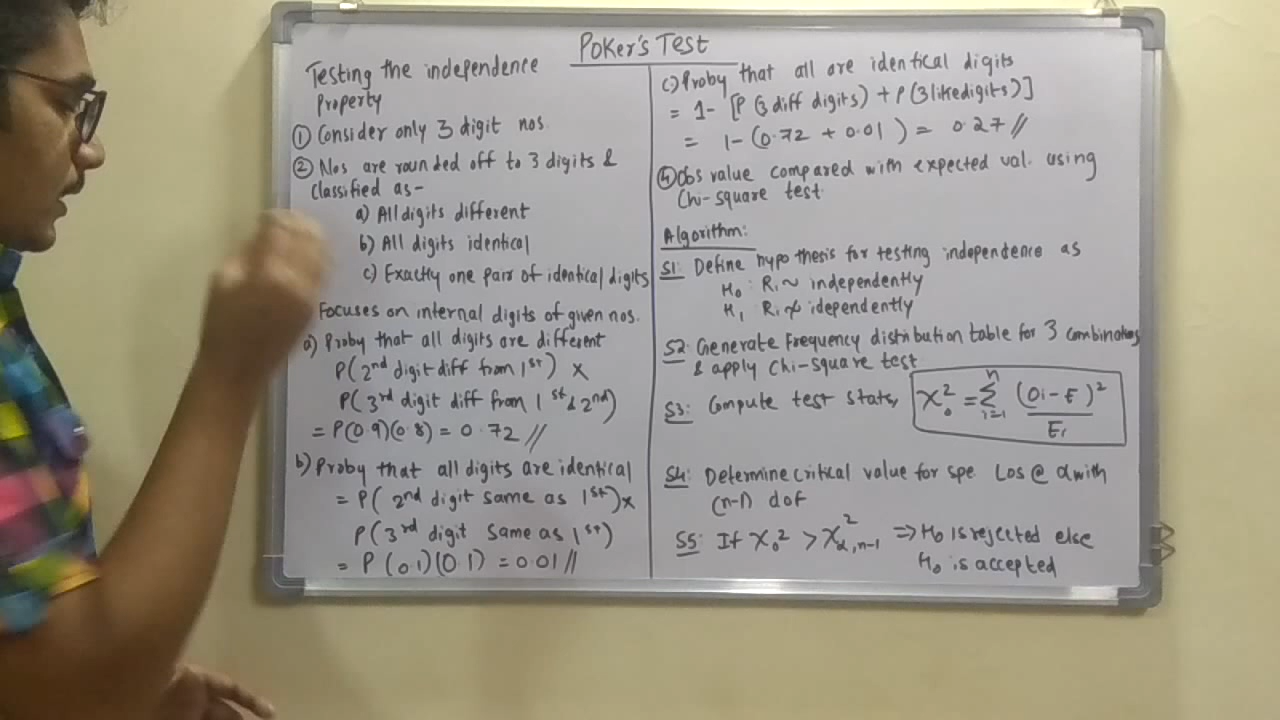 Poker's Test
Testing the independence
Property
① Consider only 3 digit nos.
② Nos are rounded off to 3 digits &
classified as-
a) All digits different
b) All digits identical
c) Exactly one pair of identical digits
Focuses on internal digits of given nos.
a) Proby that all digits are different
P(2nd digit diff from 1st) x
P(3rd digit diff from 1st & 2nd)
= P(0.9)(0.8) = 0.72 //
b) Proby that all digits are identical
= P( 2nd digit same as 1st) x
P(3rd digit same as 1st)
= P (0.1)(0.1) = 0.01 //
c) Proby that all are identical digits
= 1- [P (3 diff digits) + P(3 like digits)]
= 1-(0.72 + 0.01) = 0.27 //
④ Obs value compared with expected val. using
Chi-square test.
Algorithm:
S1: Define hypothesis for testing independence as
H₀ : Ri ~ independently
H₁ Ri ≁ idependently
S2: Generate Frequency distribution table for 3 combinations
& apply Chi-square test
S3: Compute test stats, X₀² = Σ i=1 n (Oi - E)² / Ei
S4: Determine critical value for spe Los @ α with
(n-1) dof
S5: If X₀² > X²α,n-1 => H₀ is rejected else
H₀ is accepted